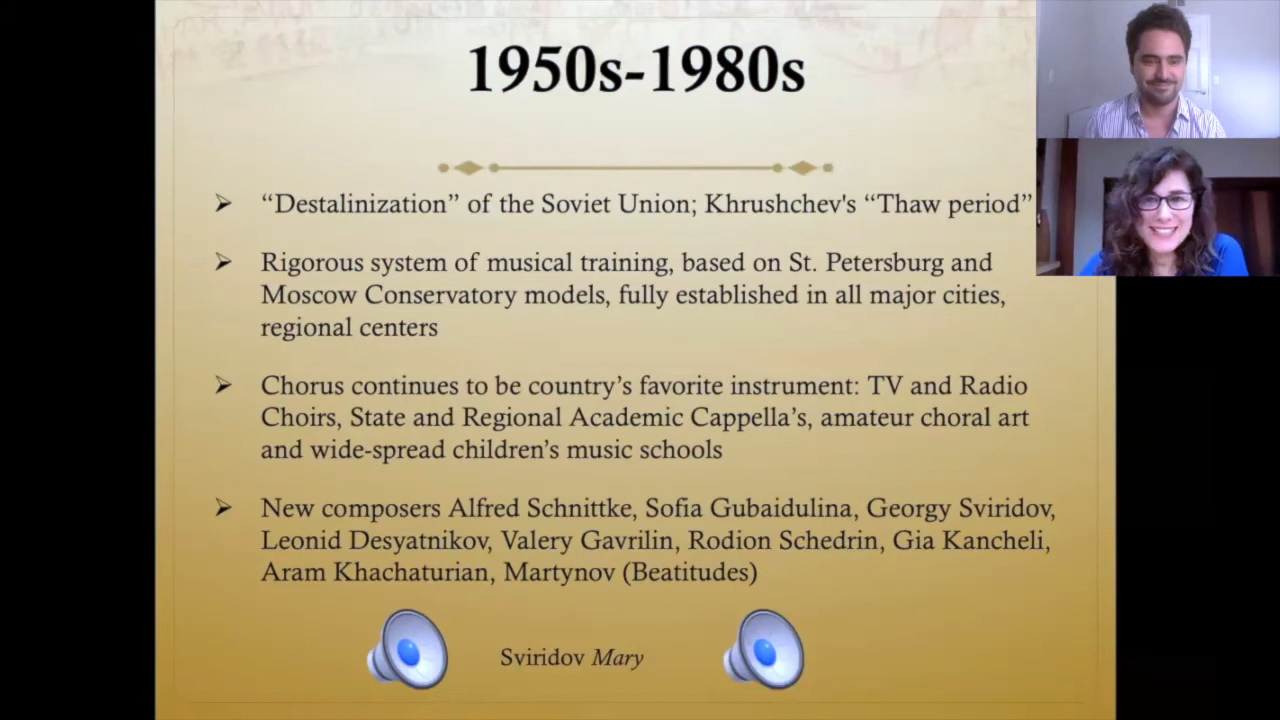 1950s-1980s
“Destalinization” of the Soviet Union; Khrushchev's “Thaw period”
Rigorous system of musical training, based on St. Petersburg and
Moscow Conservatory models, fully established in all major cities,
regional centers
Chorus continues to be country’s favorite instrument: TV and Radio
Choirs, State and Regional Academic Cappella’s, amateur choral art
and wide-spread children’s music schools
New composers Alfred Schnittke, Sofia Gubaidulina, Georgy Sviridov,
Leonid Desyatnikov, Valery Gavrilin, Rodion Schedrin, Gia Kancheli,
Aram Khachaturian, Martynov (Beatitudes)
Sviridov Mary